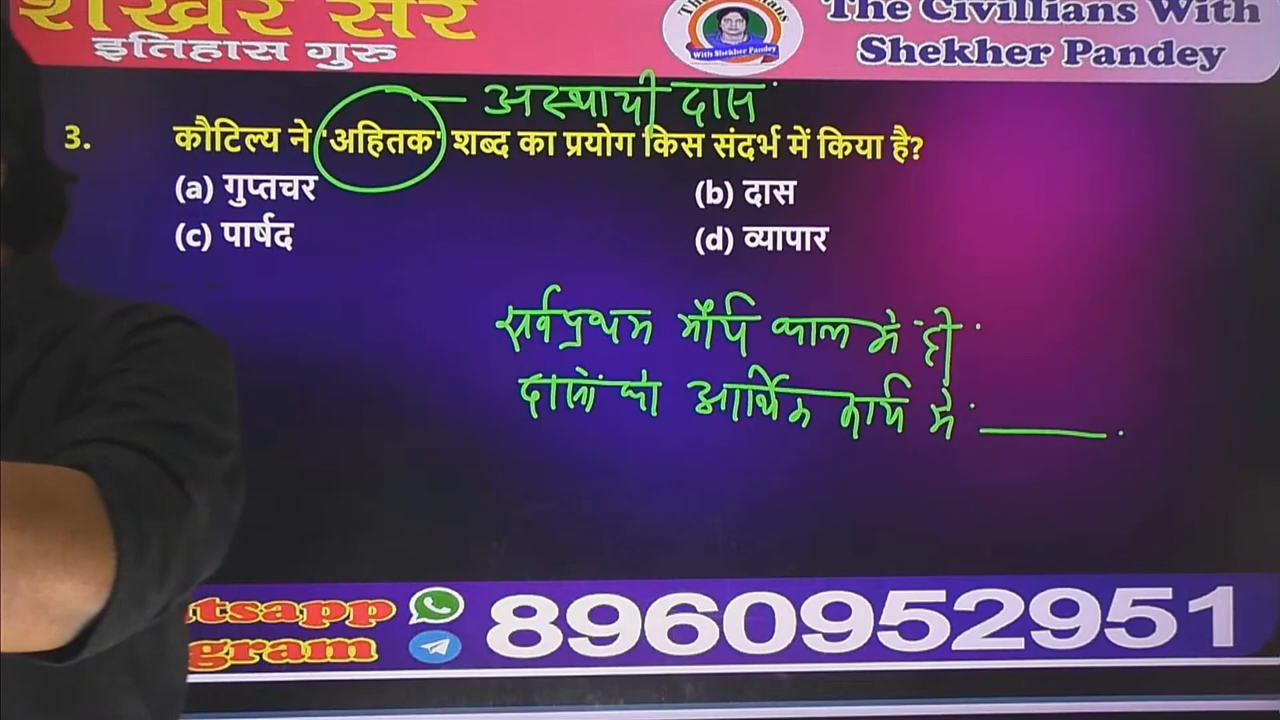 शेखर सर
इतिहास गुरु
With Shekher Pandey
The Civillians With
Shekher Pandey
अस्थायी दास
3. कौटिल्य ने 'अहितक' शब्द का प्रयोग किस संदर्भ में किया है?
(a) गुप्तचर (b) दास
(c) पार्षद (d) व्यापार
सर्वप्रथम मौर्य काल में ही
दासों को आर्थिक कार्य में
tsapp
gram
8960952951